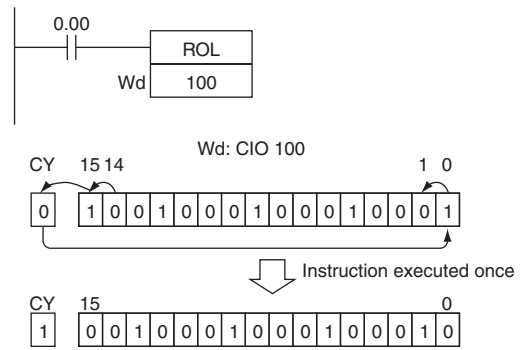 0.00
ROL
Wd 100
Wd: CIO 100
CY 15 14 1 0
0 1 0 0 1 0 0 0 1 0 0 0 1 0 0 0 1
Instruction executed once
CY 15 0
1 0 0 1 0 0 0 1 0 0 0 1 0 0 0 1 0